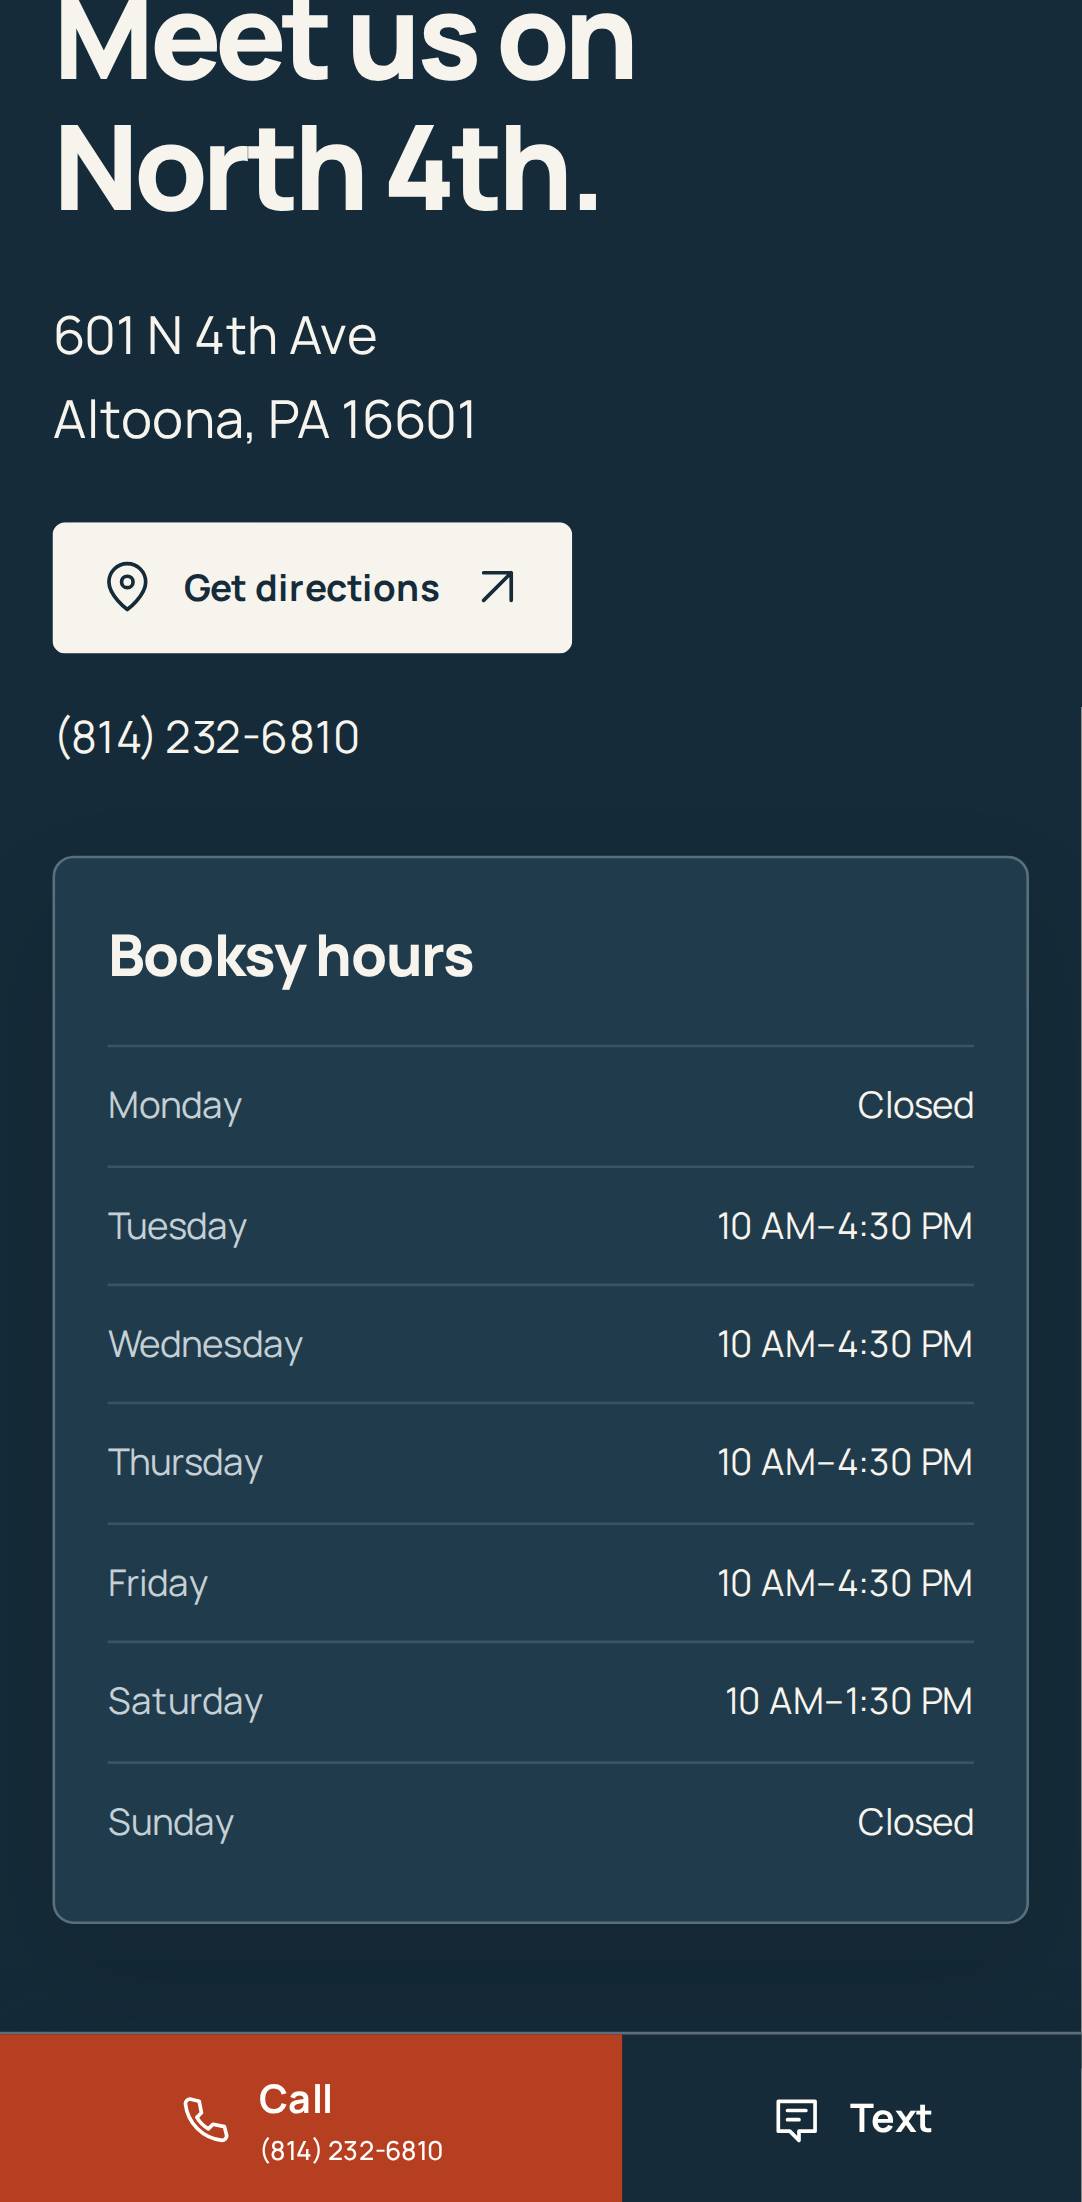 Meet us on
North 4th.
601 N 4th Ave
Altoona, PA 16601
Get directions
(814) 232-6810
Booksy hours
Monday Closed
Tuesday 10 AM–4:30 PM
Wednesday 10 AM–4:30 PM
Thursday 10 AM–4:30 PM
Friday 10 AM–4:30 PM
Saturday 10 AM–1:30 PM
Sunday Closed
Call
(814) 232-6810
Text